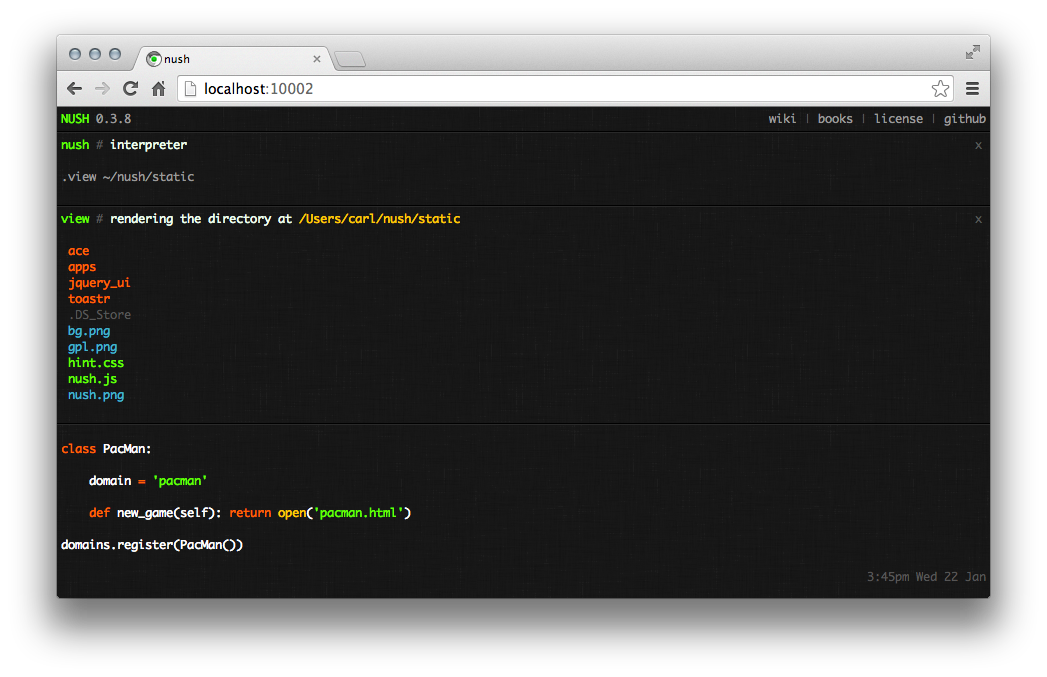 nush
localhost:10002
NUSH 0.3.8 wiki | books | license | github
nush # interpreter x
.view ~/nush/static
view # rendering the directory at /Users/carl/nush/static x
ace
apps
jquery_ui
toastr
.DS_Store
bg.png
gpl.png
hint.css
nush.js
nush.png
class PacMan:
domain = 'pacman'
def new_game(self): return open('pacman.html')
domains.register(PacMan())
3:45pm Wed 22 Jan